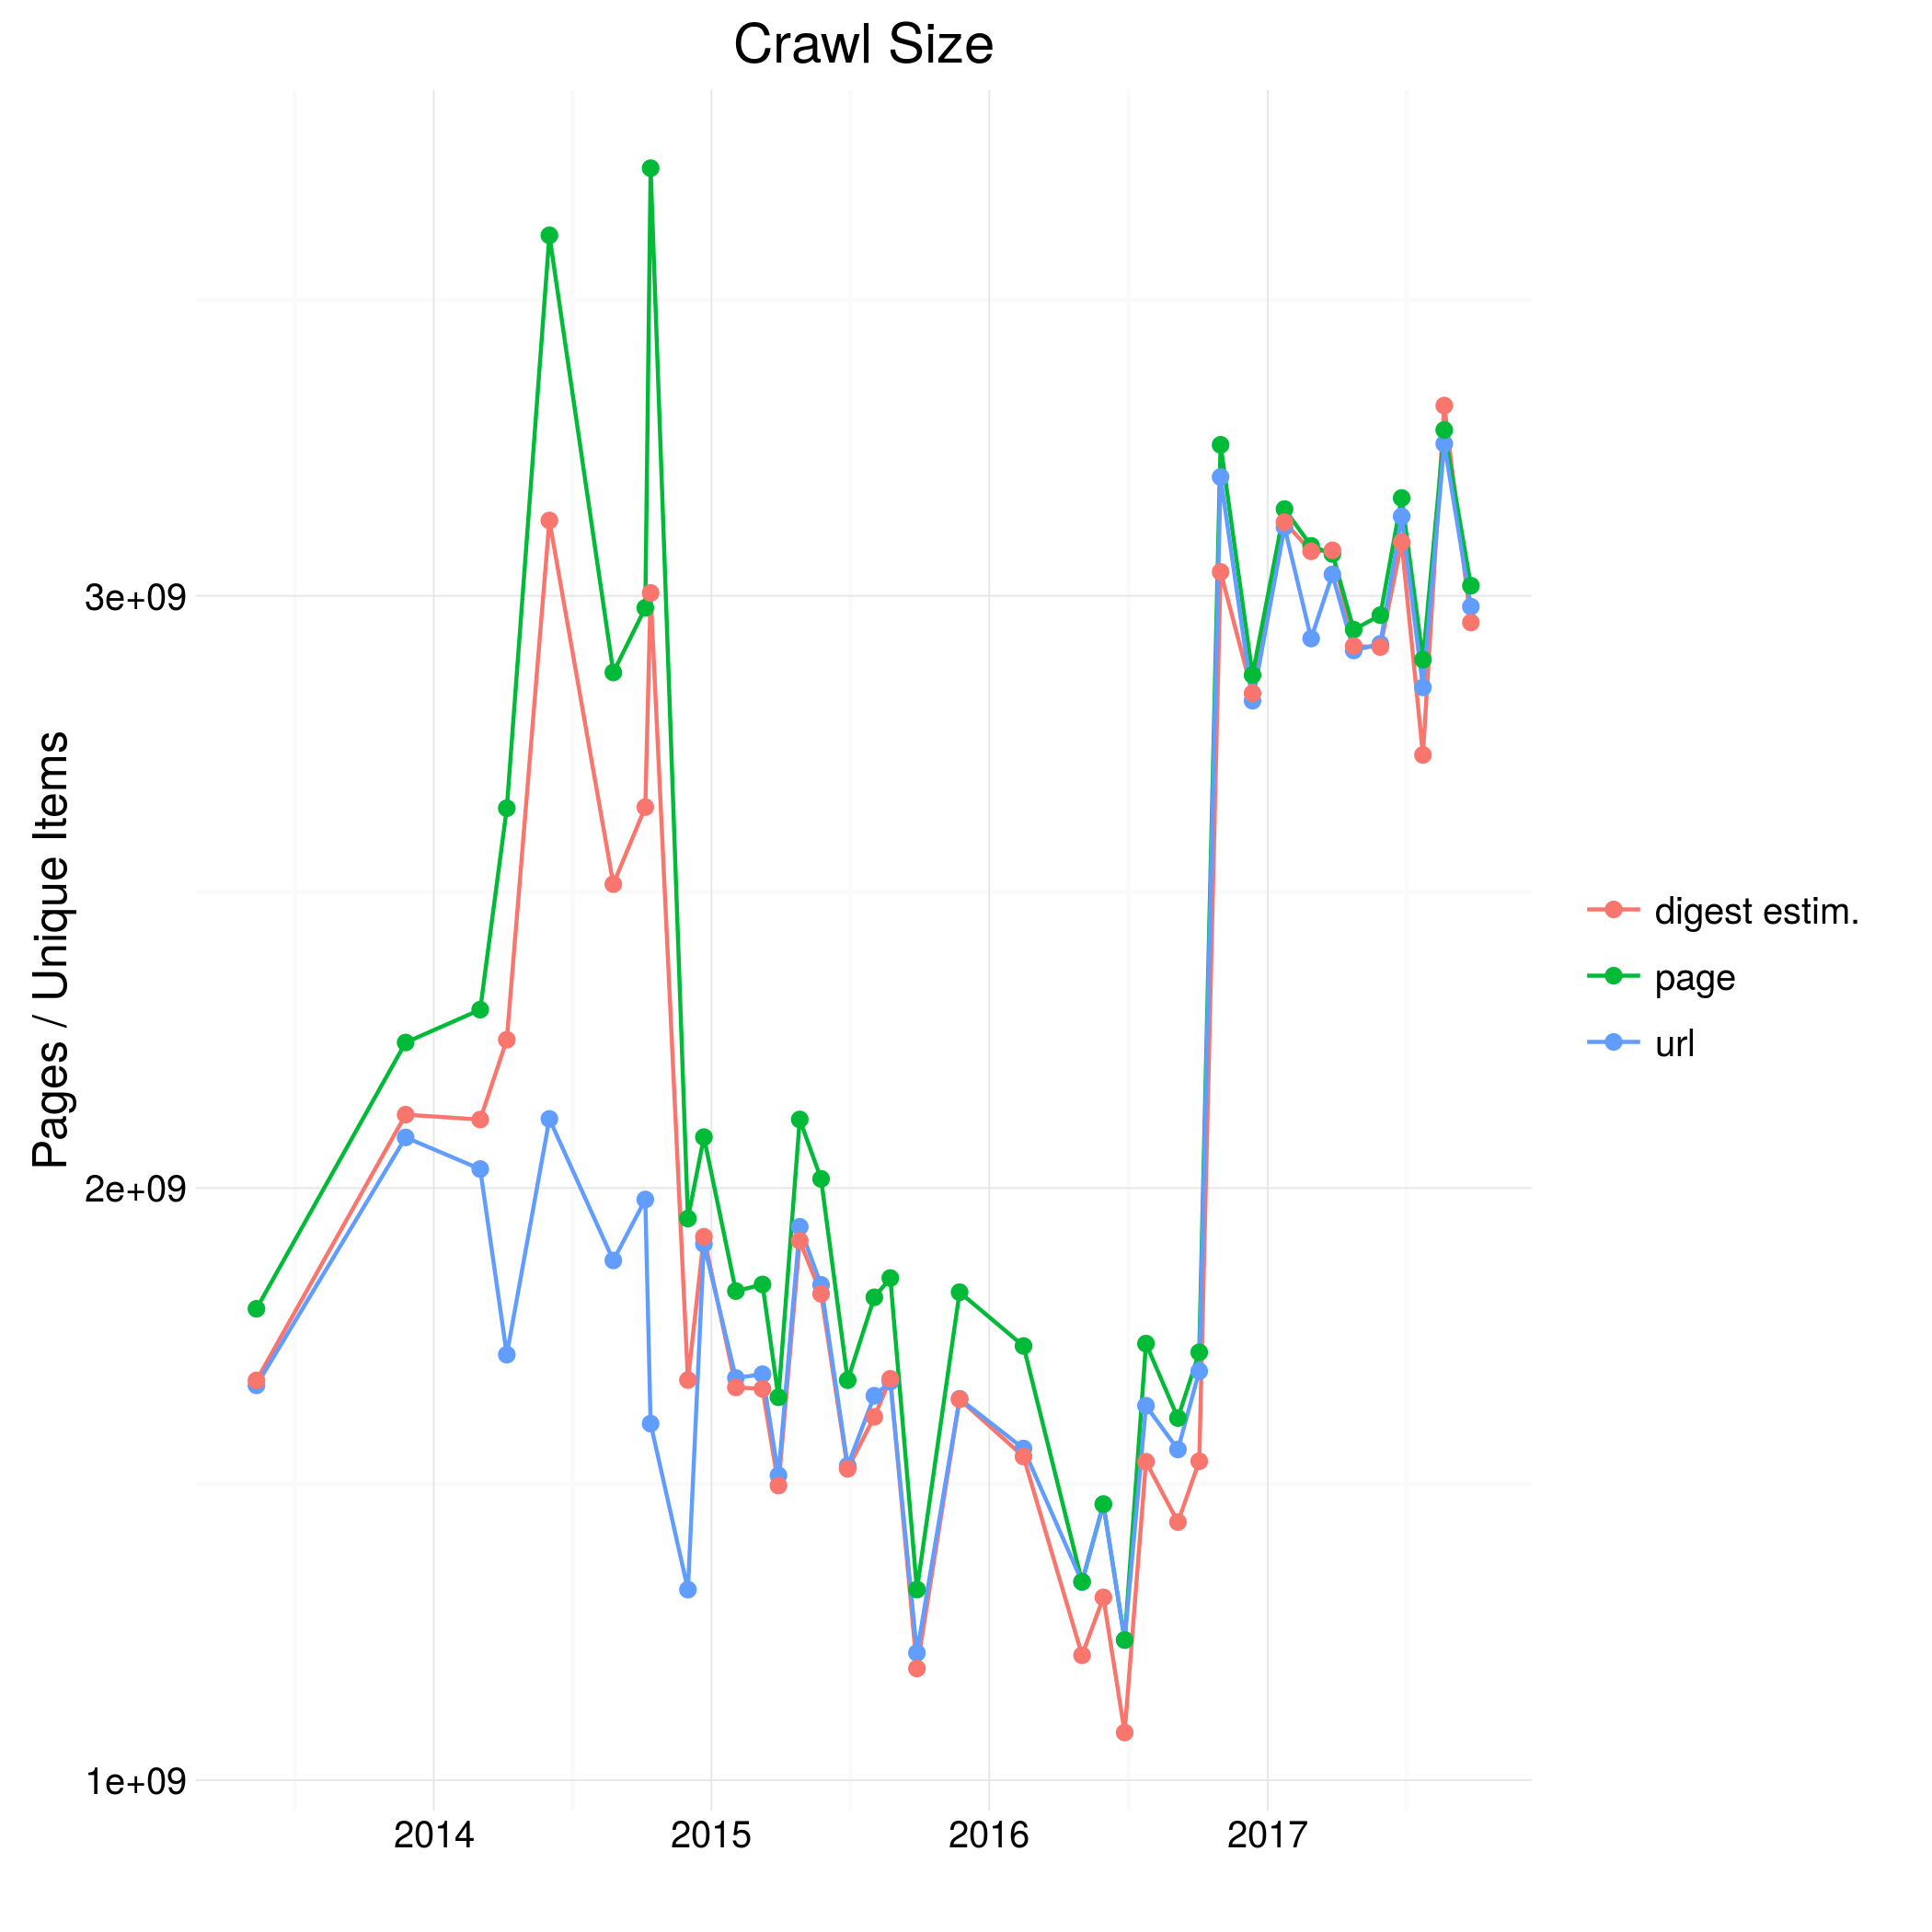 Crawl Size
Pages / Unique Items
3e+09
2e+09
1e+09
2014
2015
2016
2017
digest estim.
page
url